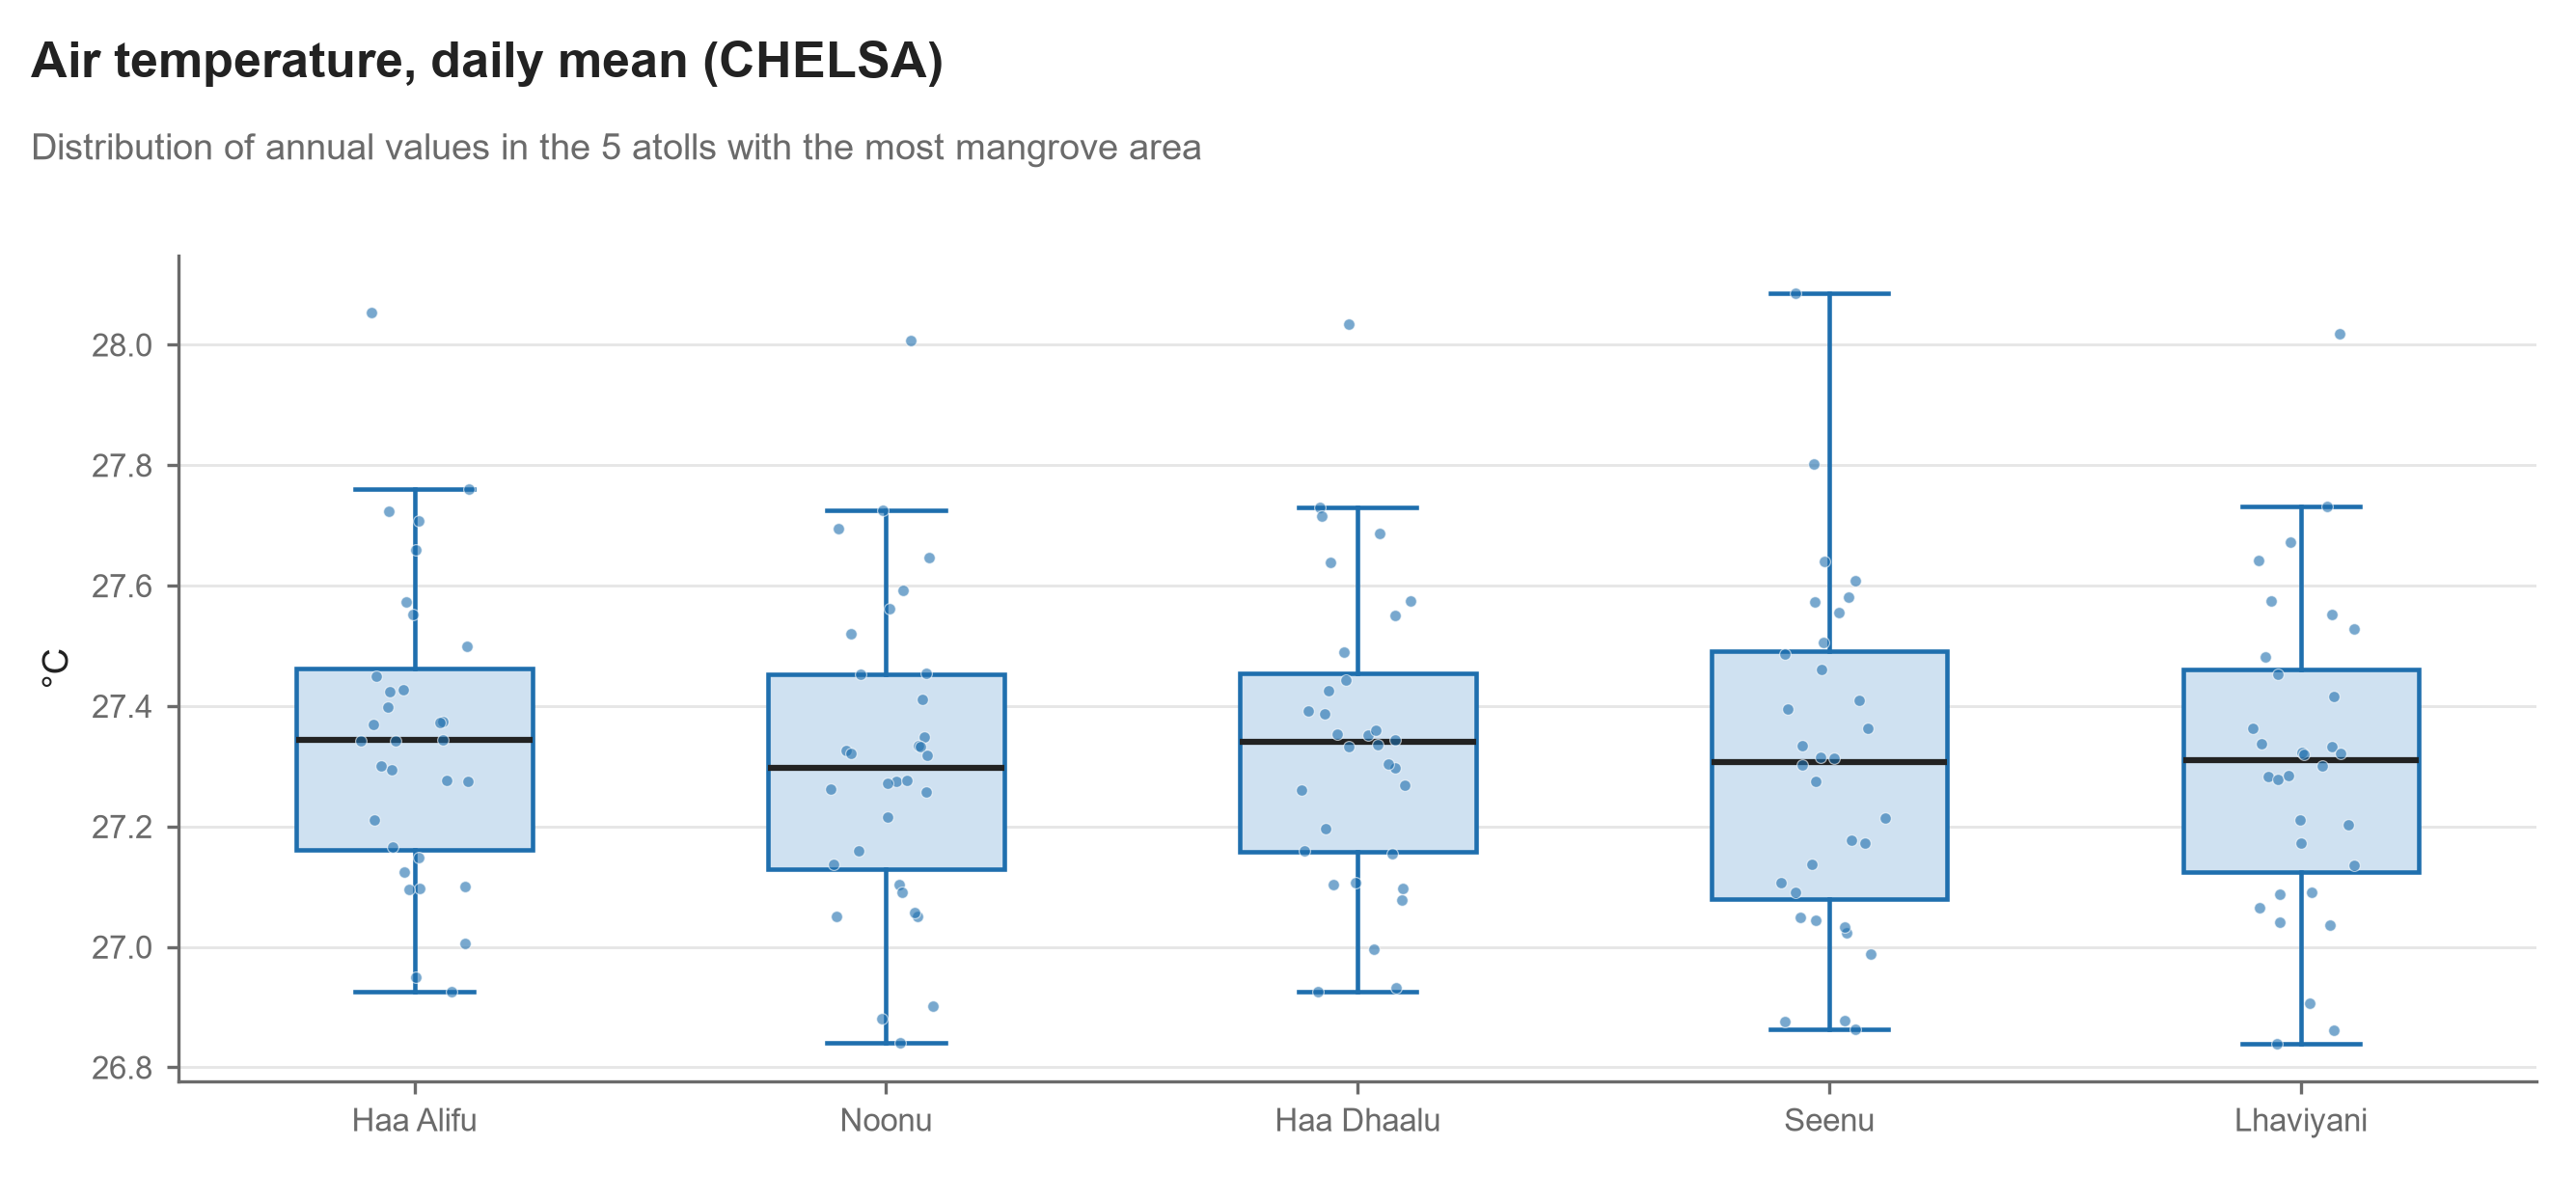 Air temperature, daily mean (CHELSA)
Distribution of annual values in the 5 atolls with the most mangrove area
°C
28.0
27.8
27.6
27.4
27.2
27.0
26.8
Haa Alifu
Noonu
Haa Dhaalu
Seenu
Lhaviyani